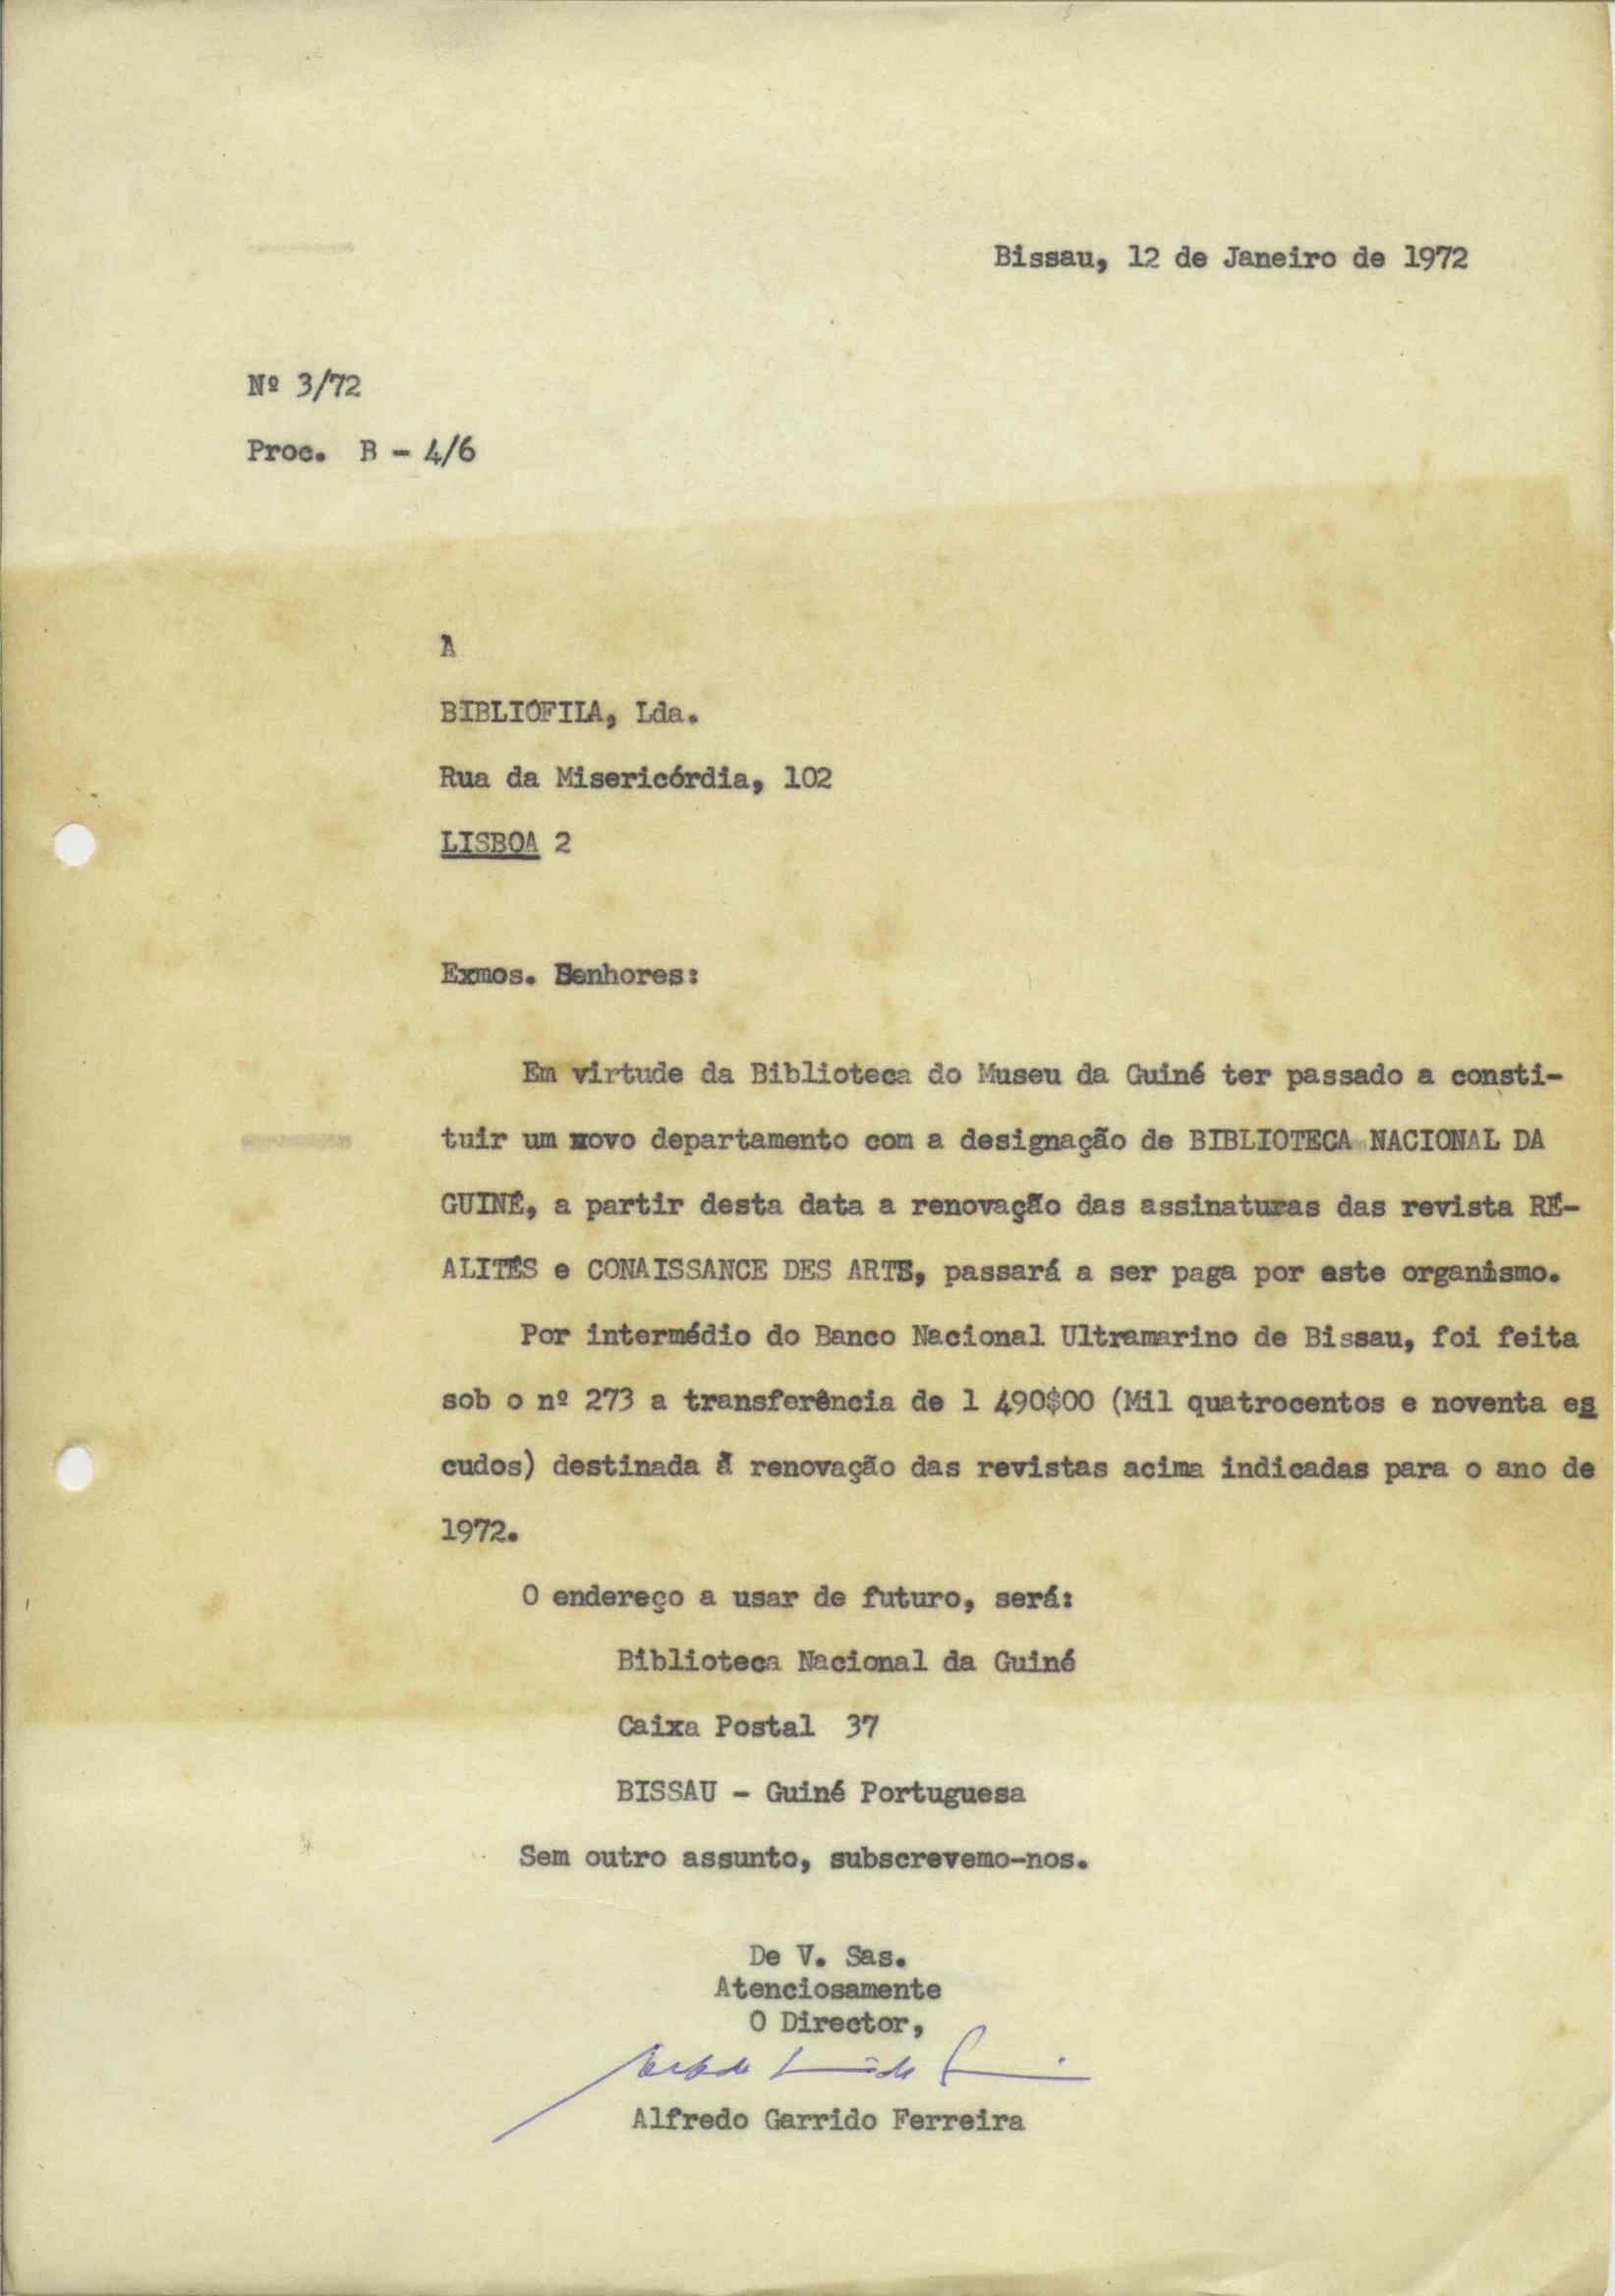 Bissau, 12 de Janeiro de 1972
Nº 3/72
Proc. B - 4/6
A
BIBLIÓFILA, Lda.
Rua da Misericórdia, 102
LISBOA 2
Exmos. Senhores:
Em virtude da Biblioteca do Museu da Guiné ter passado a consti-
tuir um novo departamento com a designação de BIBLIOTECA NACIONAL DA
GUINÉ, a partir desta data a renovação das assinaturas das revista RÉ-
ALITÉS e CONAISSANCE DES ARTS, passará a ser paga por este organismo.
Por intermédio do Banco Nacional Ultramarino de Bissau, foi feita
sob o nº 273 a transferência de 1 490$00 (Mil quatrocentos e noventa es
cudos) destinada à renovação das revistas acima indicadas para o ano de
1972.
O endereço a usar de futuro, será:
Biblioteca Nacional da Guiné
Caixa Postal 37
BISSAU - Guiné Portuguesa
Sem outro assunto, subscrevemo-nos.
De V. Sas.
Atenciosamente
O Director,
Alfredo Garrido Ferreira